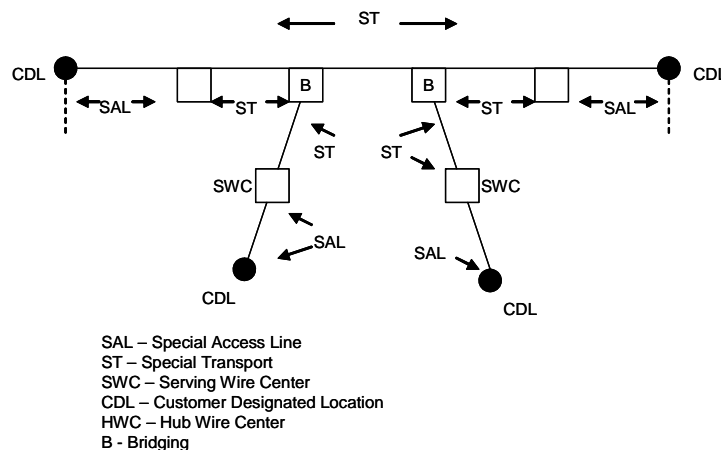 ST
CDL
B
B
CDL
SAL
ST
ST
SAL
ST
ST
SWC
SWC
SAL
SAL
CDL
CDL
SAL – Special Access Line
ST – Special Transport
SWC – Serving Wire Center
CDL – Customer Designated Location
HWC – Hub Wire Center
B - Bridging